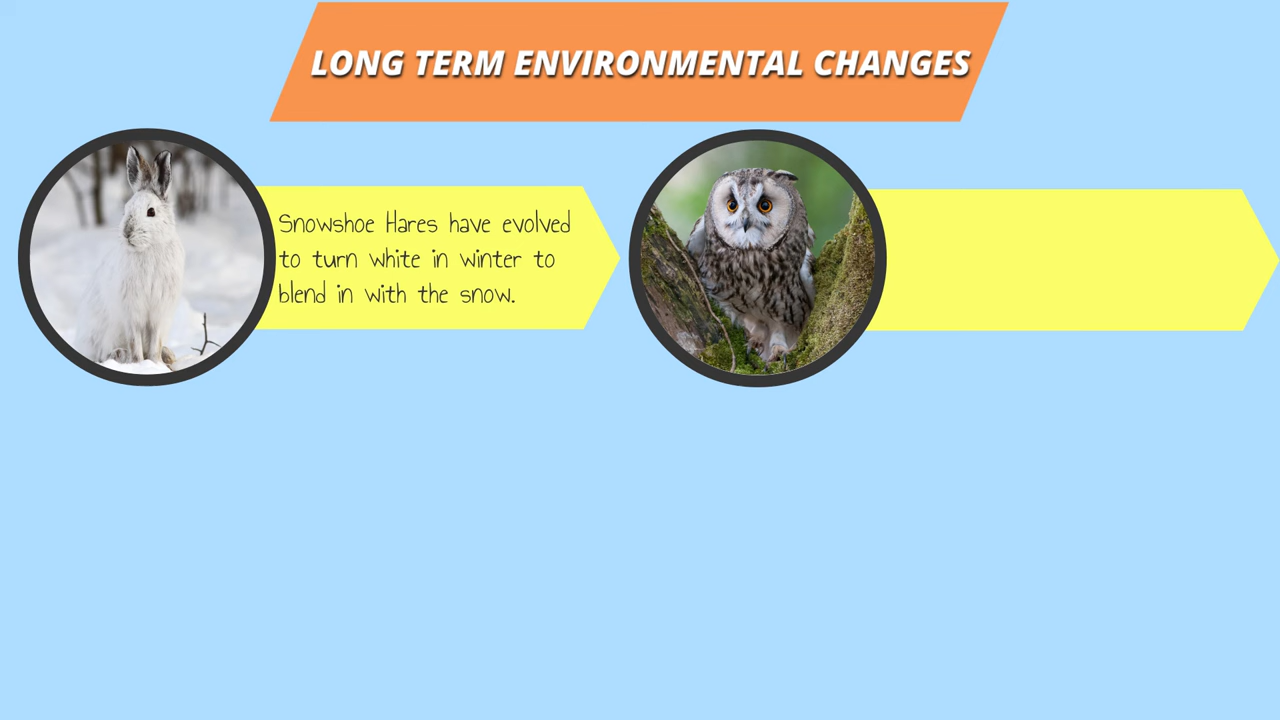 LONG TERM ENVIRONMENTAL CHANGES
Snowshoe Hares have evolved
to turn white in winter to
blend in with the snow.